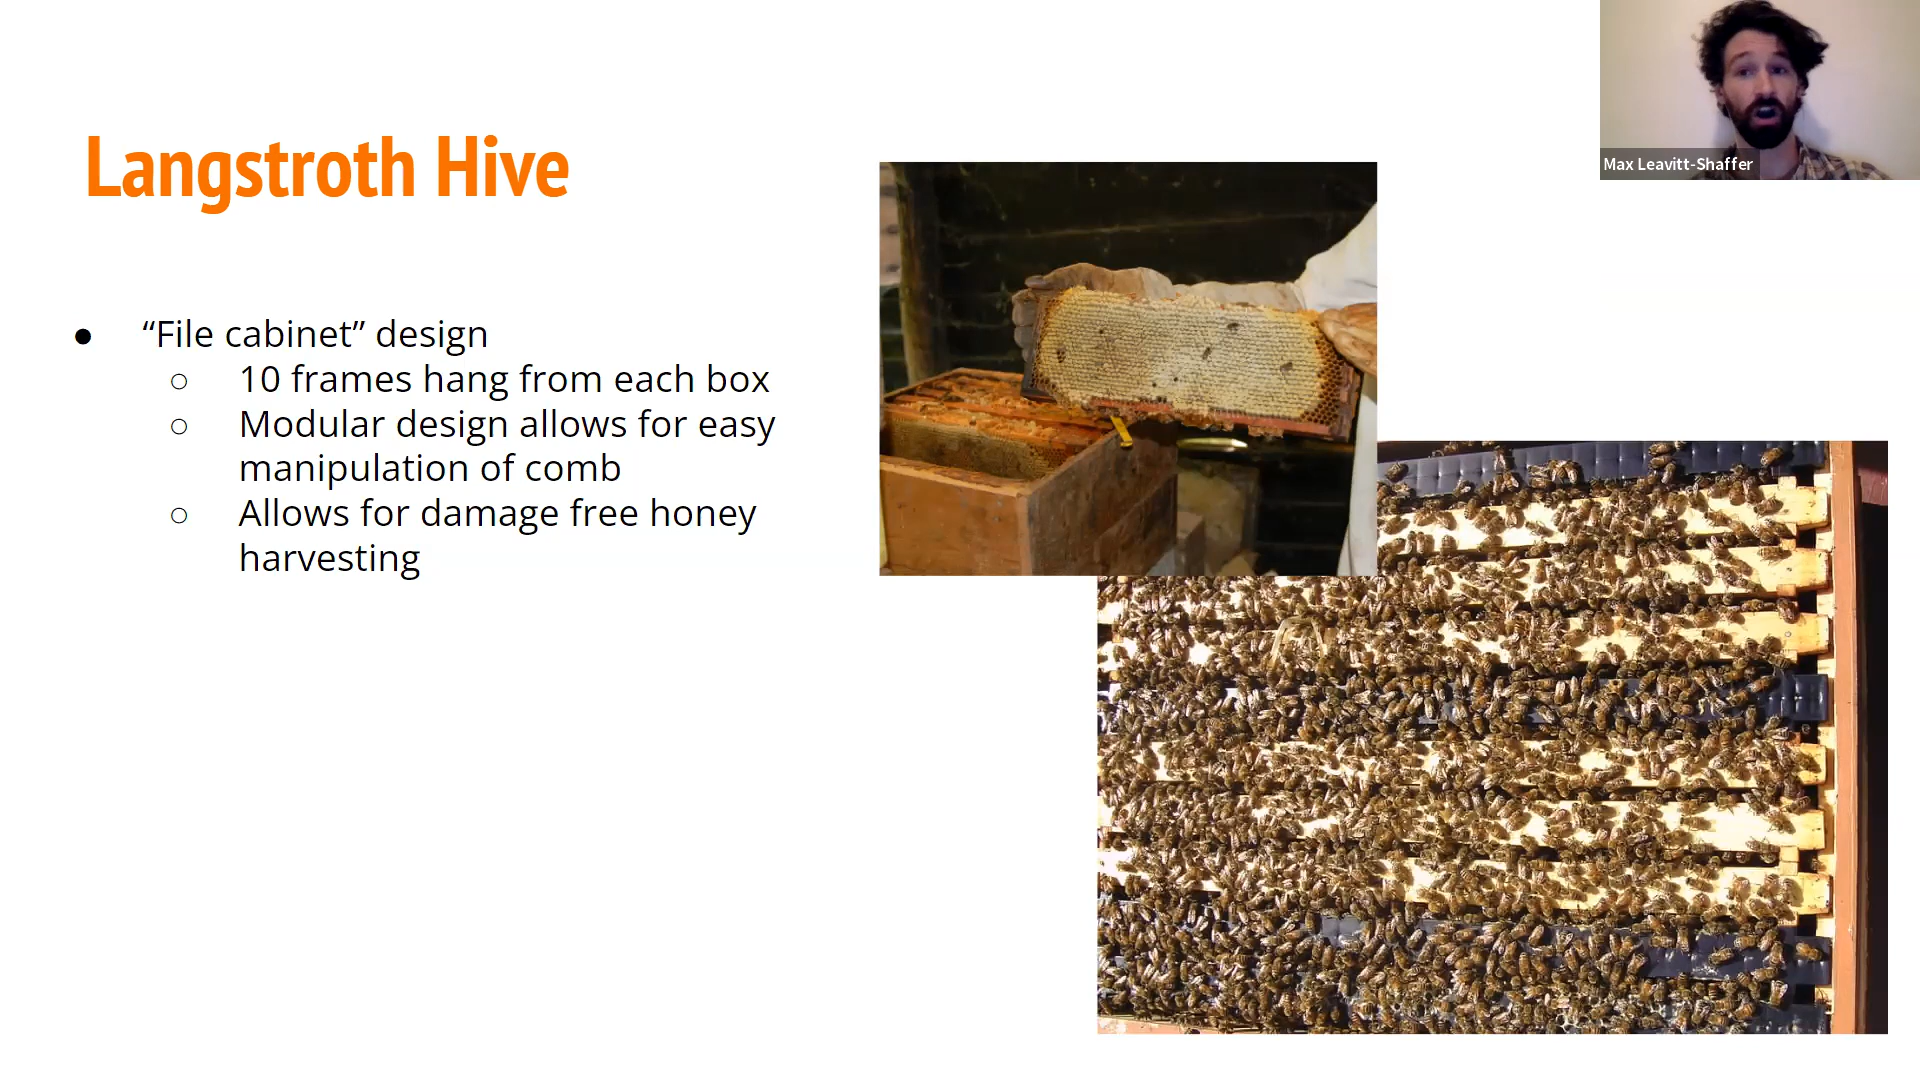 Langstroth Hive
Max Leavitt-Shaffer
● “File cabinet” design
○ 10 frames hang from each box
○ Modular design allows for easy
manipulation of comb
○ Allows for damage free honey
harvesting